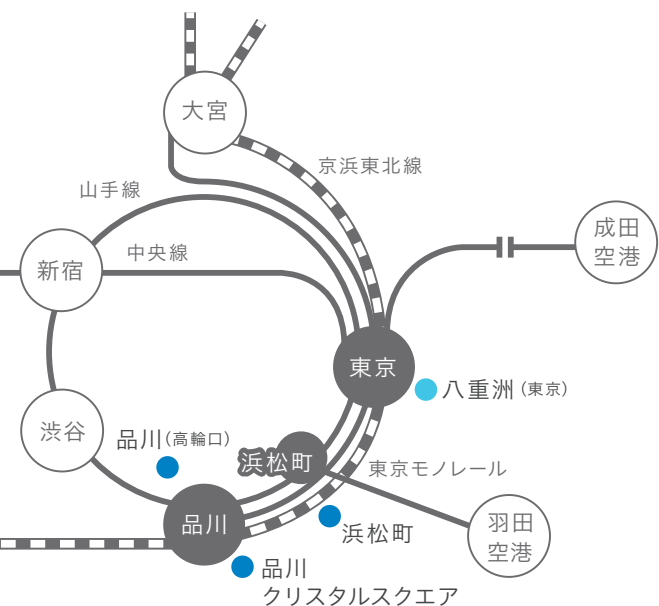 大宮
京浜東北線
山手線
成田
空港
中央線
新宿
東京
八重洲(東京)
渋谷
品川(高輪口)
浜松町
東京モノレール
品川
羽田
空港
浜松町
品川
クリスタルスクエア